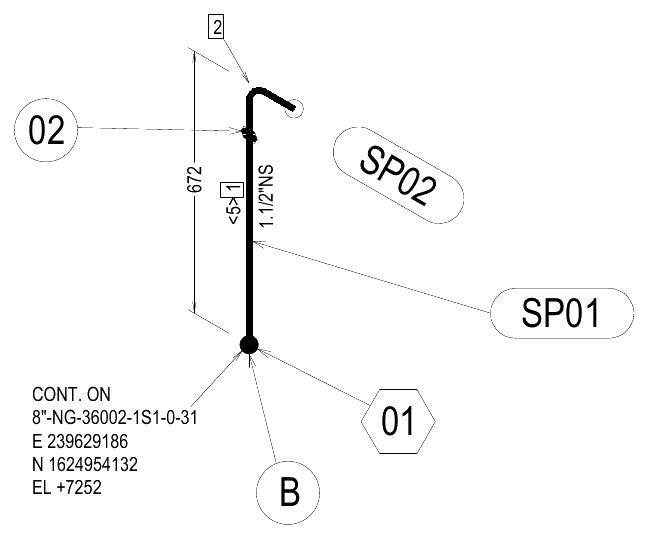 2
02
SP02
672
<5> 1
1.1/2"NS
SP01
CONT. ON
8"-NG-36002-1S1-0-31
E 239629186
N 1624954132
EL +7252
01
B